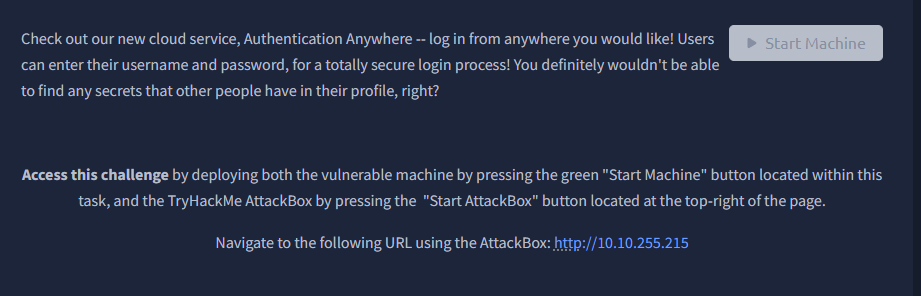 Check out our new cloud service, Authentication Anywhere -- log in from anywhere you would like! Users
can enter their username and password, for a totally secure login process! You definitely wouldn't be able
to find any secrets that other people have in their profile, right?
Start Machine
Access this challenge by deploying both the vulnerable machine by pressing the green "Start Machine" button located within this
task, and the TryHackMe AttackBox by pressing the "Start AttackBox" button located at the top-right of the page.
Navigate to the following URL using the AttackBox: http://10.10.255.215